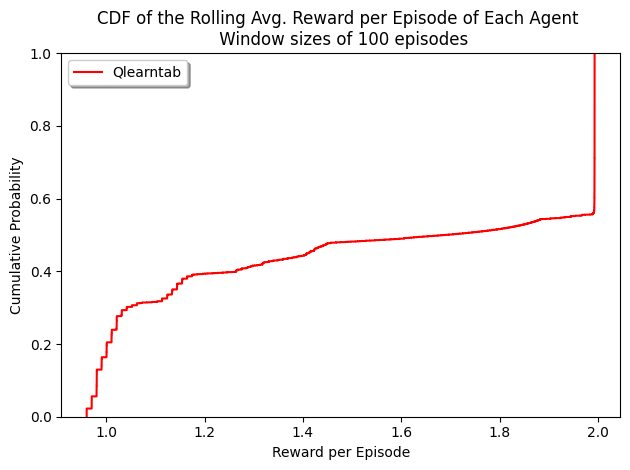 CDF of the Rolling Avg. Reward per Episode of Each Agent
Window sizes of 100 episodes
Qlearntab
1.0
0.8
0.6
0.4
0.2
0.0
Cumulative Probability
1.0
1.2
1.4
1.6
1.8
2.0
Reward per Episode